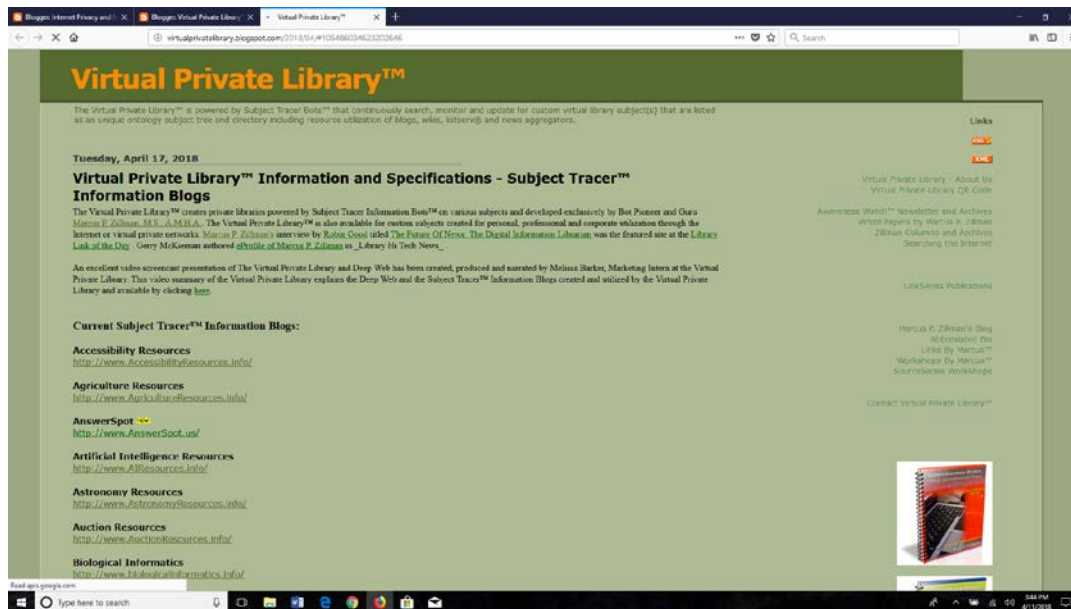 Blogger: Internet Privacy and
Blogger: Virtual Private Library
Virtual Private Library™
virtualprivatelibrary.blogspot.com/2018/04/#105486034623202646
Search
Virtual Private Library™
The Virtual Private Library™ is powered by Subject Tracer Bots™ that continuously search, monitor and update for custom virtual library subject(s) that are listed
as an unique ontology subject tree and directory including resource utilization of blogs, wikis, listserv® and news aggregators.
Links
RSS
XML
Tuesday, April 17, 2018
Virtual Private Library™ Information and Specifications - Subject Tracer™
Information Blogs
The Virtual Private Library™ creates private libraries powered by Subject Tracer Information Bots™ on various subjects and developed exclusively by Bot Pioneer and Guru
Marcus P. Zillman, M.S., A.M.H.A.. The Virtual Private Library™ is also available for custom subjects created for personal, professional and corporate utilization through the
Internet or virtual private networks. Marcus P. Zillman's interview by Robin Good titled The Future Of News: The Digital Information Librarian was the featured site at the Library
Link of the Day. Gerry McKiernan authored eProfile of Marcus P. Zillman in _Library Hi Tech News_.
An excellent video screencast presentation of The Virtual Private Library and Deep Web has been created, produced and narrated by Melissa Barker, Marketing Intern at the Virtual
Private Library. This video summary of the Virtual Private Library explains the Deep Web and the Subject Tracer™ Information Blogs created and utilized by the Virtual Private
Library and available by clicking here.
Virtual Private Library - About Us
Virtual Private Library QR Code
Awareness Watch™ Newsletter and Archives
White Papers by Marcus P. Zillman
Zillman Columns and Archives
Searching the Internet
LinkSeries Publications
Marcus P. Zillman's Blog
Abbreviated Bio
Links By Marcus™
Workshops By Marcus™
SourceSeries Workshops
Contact Virtual Private Library™
Current Subject Tracer™ Information Blogs:
Accessibility Resources
http://www.AccessibilityResources.info/
Agriculture Resources
http://www.AgricultureResources.info/
AnswerSpot
http://www.AnswerSpot.us/
Artificial Intelligence Resources
http://www.AIResources.info/
Astronomy Resources
http://www.AstronomyResources.info/
Auction Resources
http://www.AuctionResources.info/
Biological Informatics
http://www.biologicalinformatics.info/
Read apis.google.com
Type here to search
5:44 PM
4/11/2018